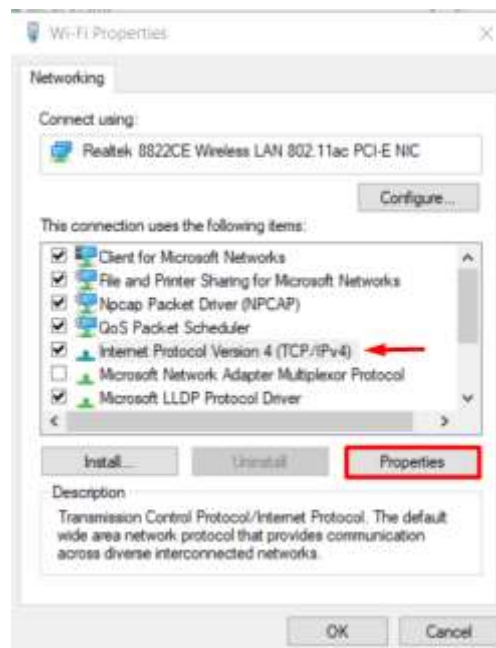 Wi-Fi Properties
Networking
Connect using:
Realtek 8822CE Wireless LAN 802.11ac PCI-E NIC
Configure...
This connection uses the following items:
Client for Microsoft Networks
File and Printer Sharing for Microsoft Networks
Npcap Packet Driver (NPCAP)
QoS Packet Scheduler
Internet Protocol Version 4 (TCP/IPv4)
Microsoft Network Adapter Multiplexor Protocol
Microsoft LLDP Protocol Driver
Install... Uninstall Properties
Description
Transmission Control Protocol/Internet Protocol. The default
wide area network protocol that provides communication
across diverse interconnected networks.
OK Cancel